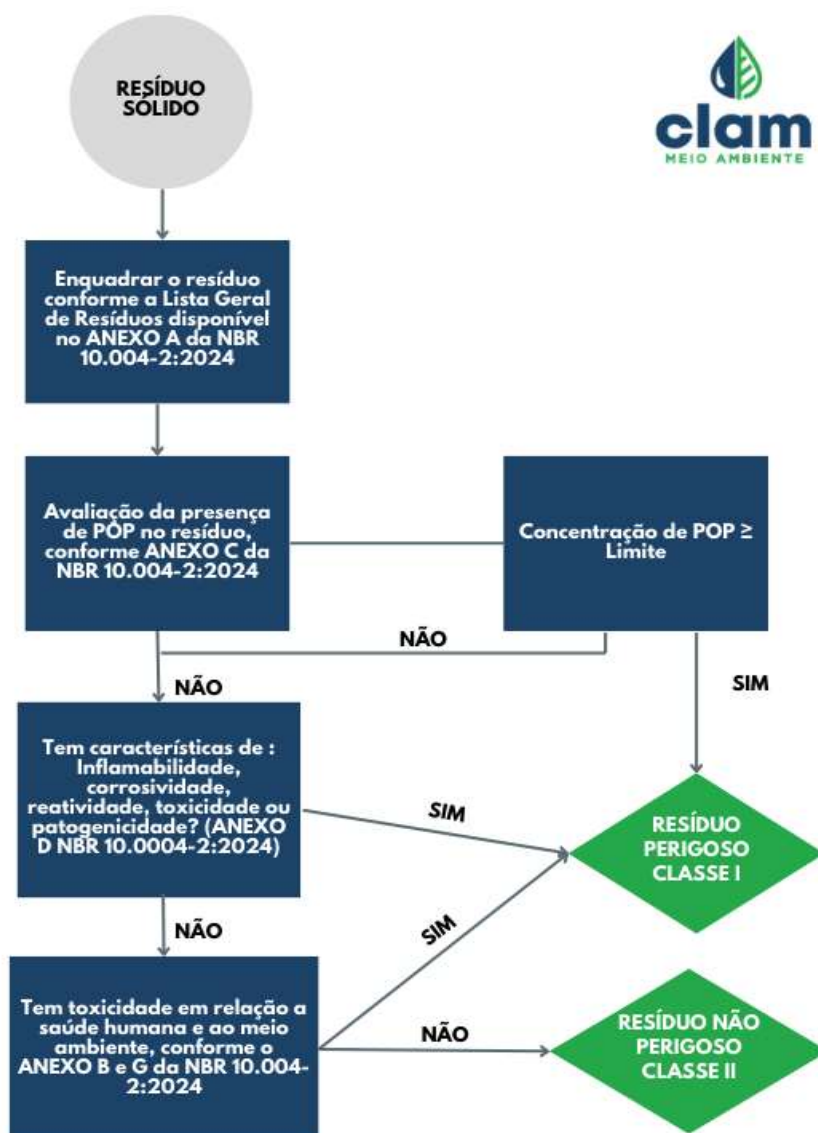 RESÍDUO
SÓLIDO
clam
MEIO AMBIENTE
Enquadrar o resíduo
conforme a Lista Geral
de Resíduos disponível
no ANEXO A da NBR
10.004-2:2024
Avaliação da presença
de POP no resíduo,
conforme ANEXO C da
NBR 10.004-2:2024
Concentração de POP ≥
Limite
NÃO
NÃO
SIM
Tem características de :
Inflamabilidade,
corrosividade,
reatividade, toxicidade ou
patogenicidade? (ANEXO
D NBR 10.0004-2:2024)
SIM
RESÍDUO
PERIGOSO
CLASSE I
NÃO
SIM
Tem toxicidade em relação a
saúde humana e ao meio
ambiente, conforme o
ANEXO B e G da NBR 10.004-
2:2024
NÃO
RESÍDUO NÃO
PERIGOSO
CLASSE II